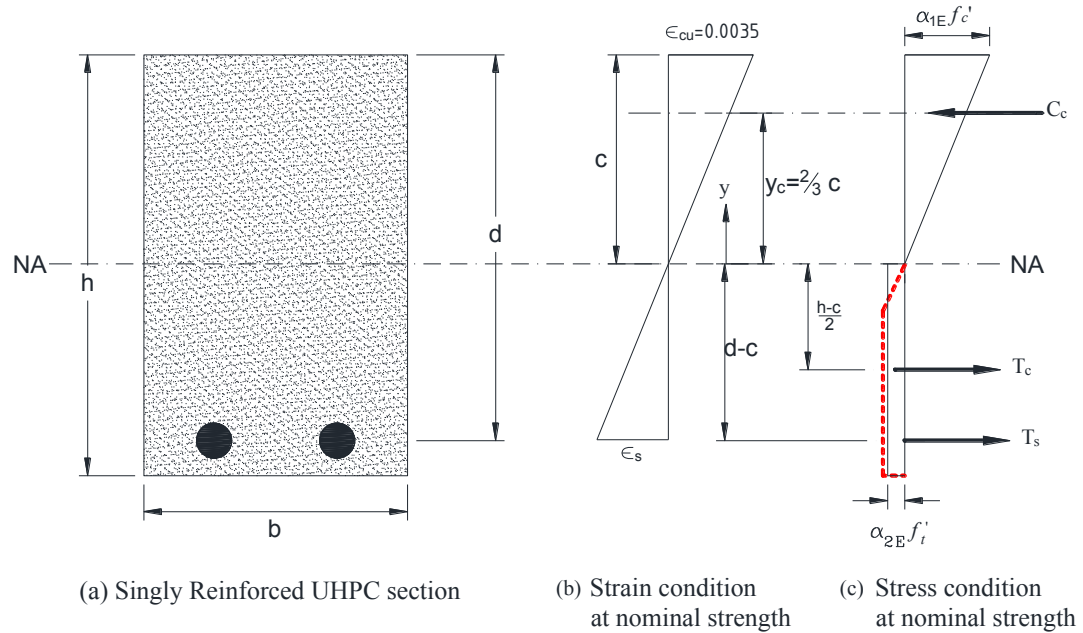 ∈cu=0.0035
α1E fc'
Cc
c
yc=⅔ c
y
d
NA
h
NA
h-c
2
d-c
Tc
Ts
∈s
b
α2E ft'
(a) Singly Reinforced UHPC section
(b) Strain condition
at nominal strength
(c) Stress condition
at nominal strength